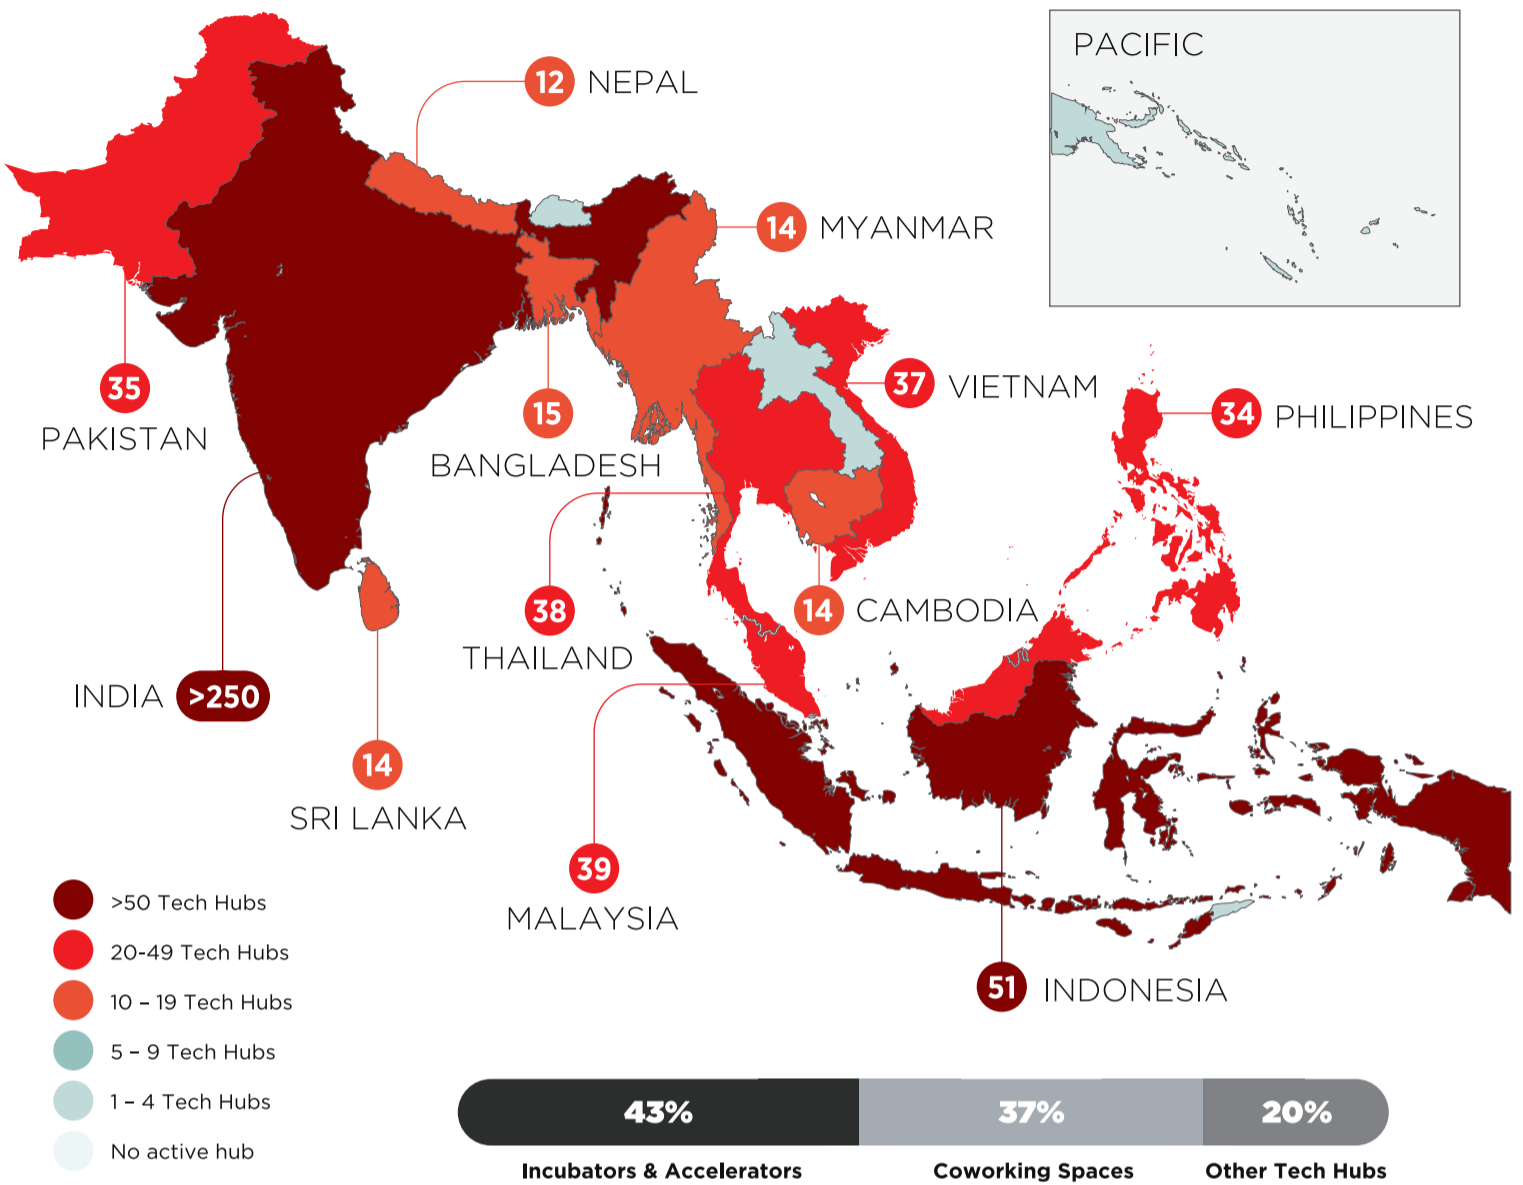 PACIFIC
12 NEPAL
14 MYANMAR
35
PAKISTAN
37 VIETNAM
34 PHILIPPINES
15
BANGLADESH
38
THAILAND
14 CAMBODIA
INDIA >250
14
SRI LANKA
39
MALAYSIA
51 INDONESIA
>50 Tech Hubs
20-49 Tech Hubs
10 – 19 Tech Hubs
5 – 9 Tech Hubs
1 – 4 Tech Hubs
No active hub
43% 37% 20%
Incubators & Accelerators Coworking Spaces Other Tech Hubs